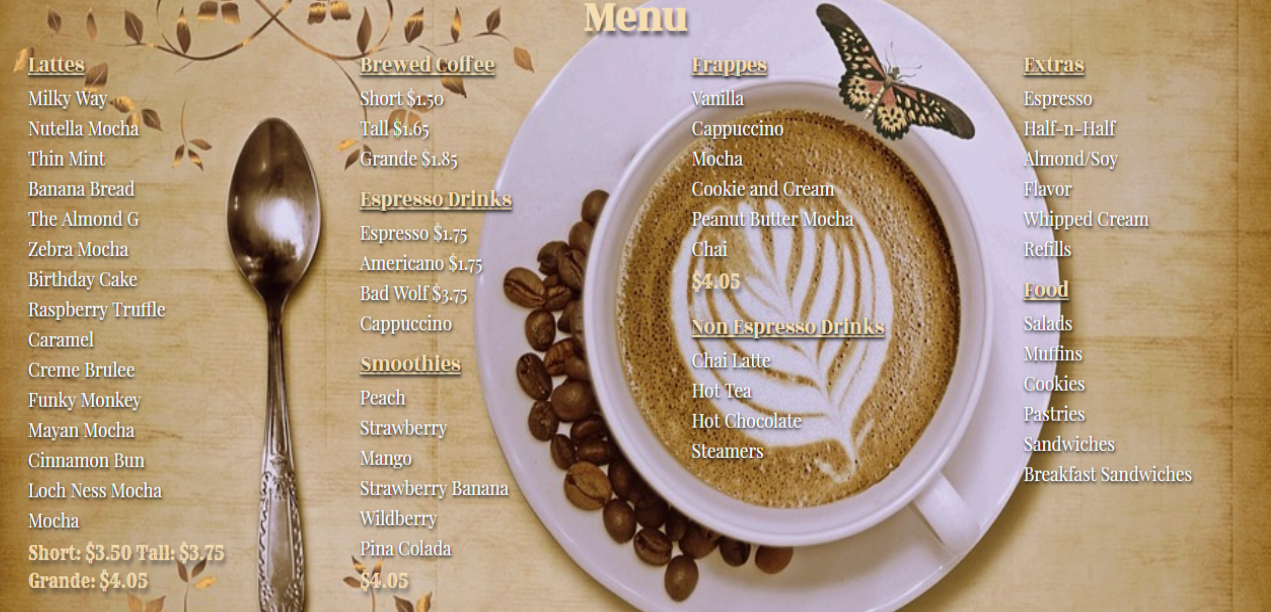 Menu
Lattes
Milky Way
Nutella Mocha
Thin Mint
Banana Bread
The Almond G
Zebra Mocha
Birthday Cake
Raspberry Truffle
Caramel
Creme Brulee
Funky Monkey
Mayan Mocha
Cinnamon Bun
Loch Ness Mocha
Mocha
Short: $3.50 Tall: $3.75
Grande: $4.05
Brewed Coffee
Short $1.50
Tall $1.65
Grande $1.85
Espresso Drinks
Espresso $1.75
Americano $1.75
Bad Wolf $3.75
Cappuccino
Smoothies
Peach
Strawberry
Mango
Strawberry Banana
Wildberry
Pina Colada
$4.05
Frappes
Vanilla
Cappuccino
Mocha
Cookie and Cream
Peanut Butter Mocha
Chai
$4.05
Non Espresso Drinks
Chai Latte
Hot Tea
Hot Chocolate
Steamers
Extras
Espresso
Half-n-Half
Almond/Soy
Flavor
Whipped Cream
Refills
Food
Salads
Muffins
Cookies
Pastries
Sandwiches
Breakfast Sandwiches